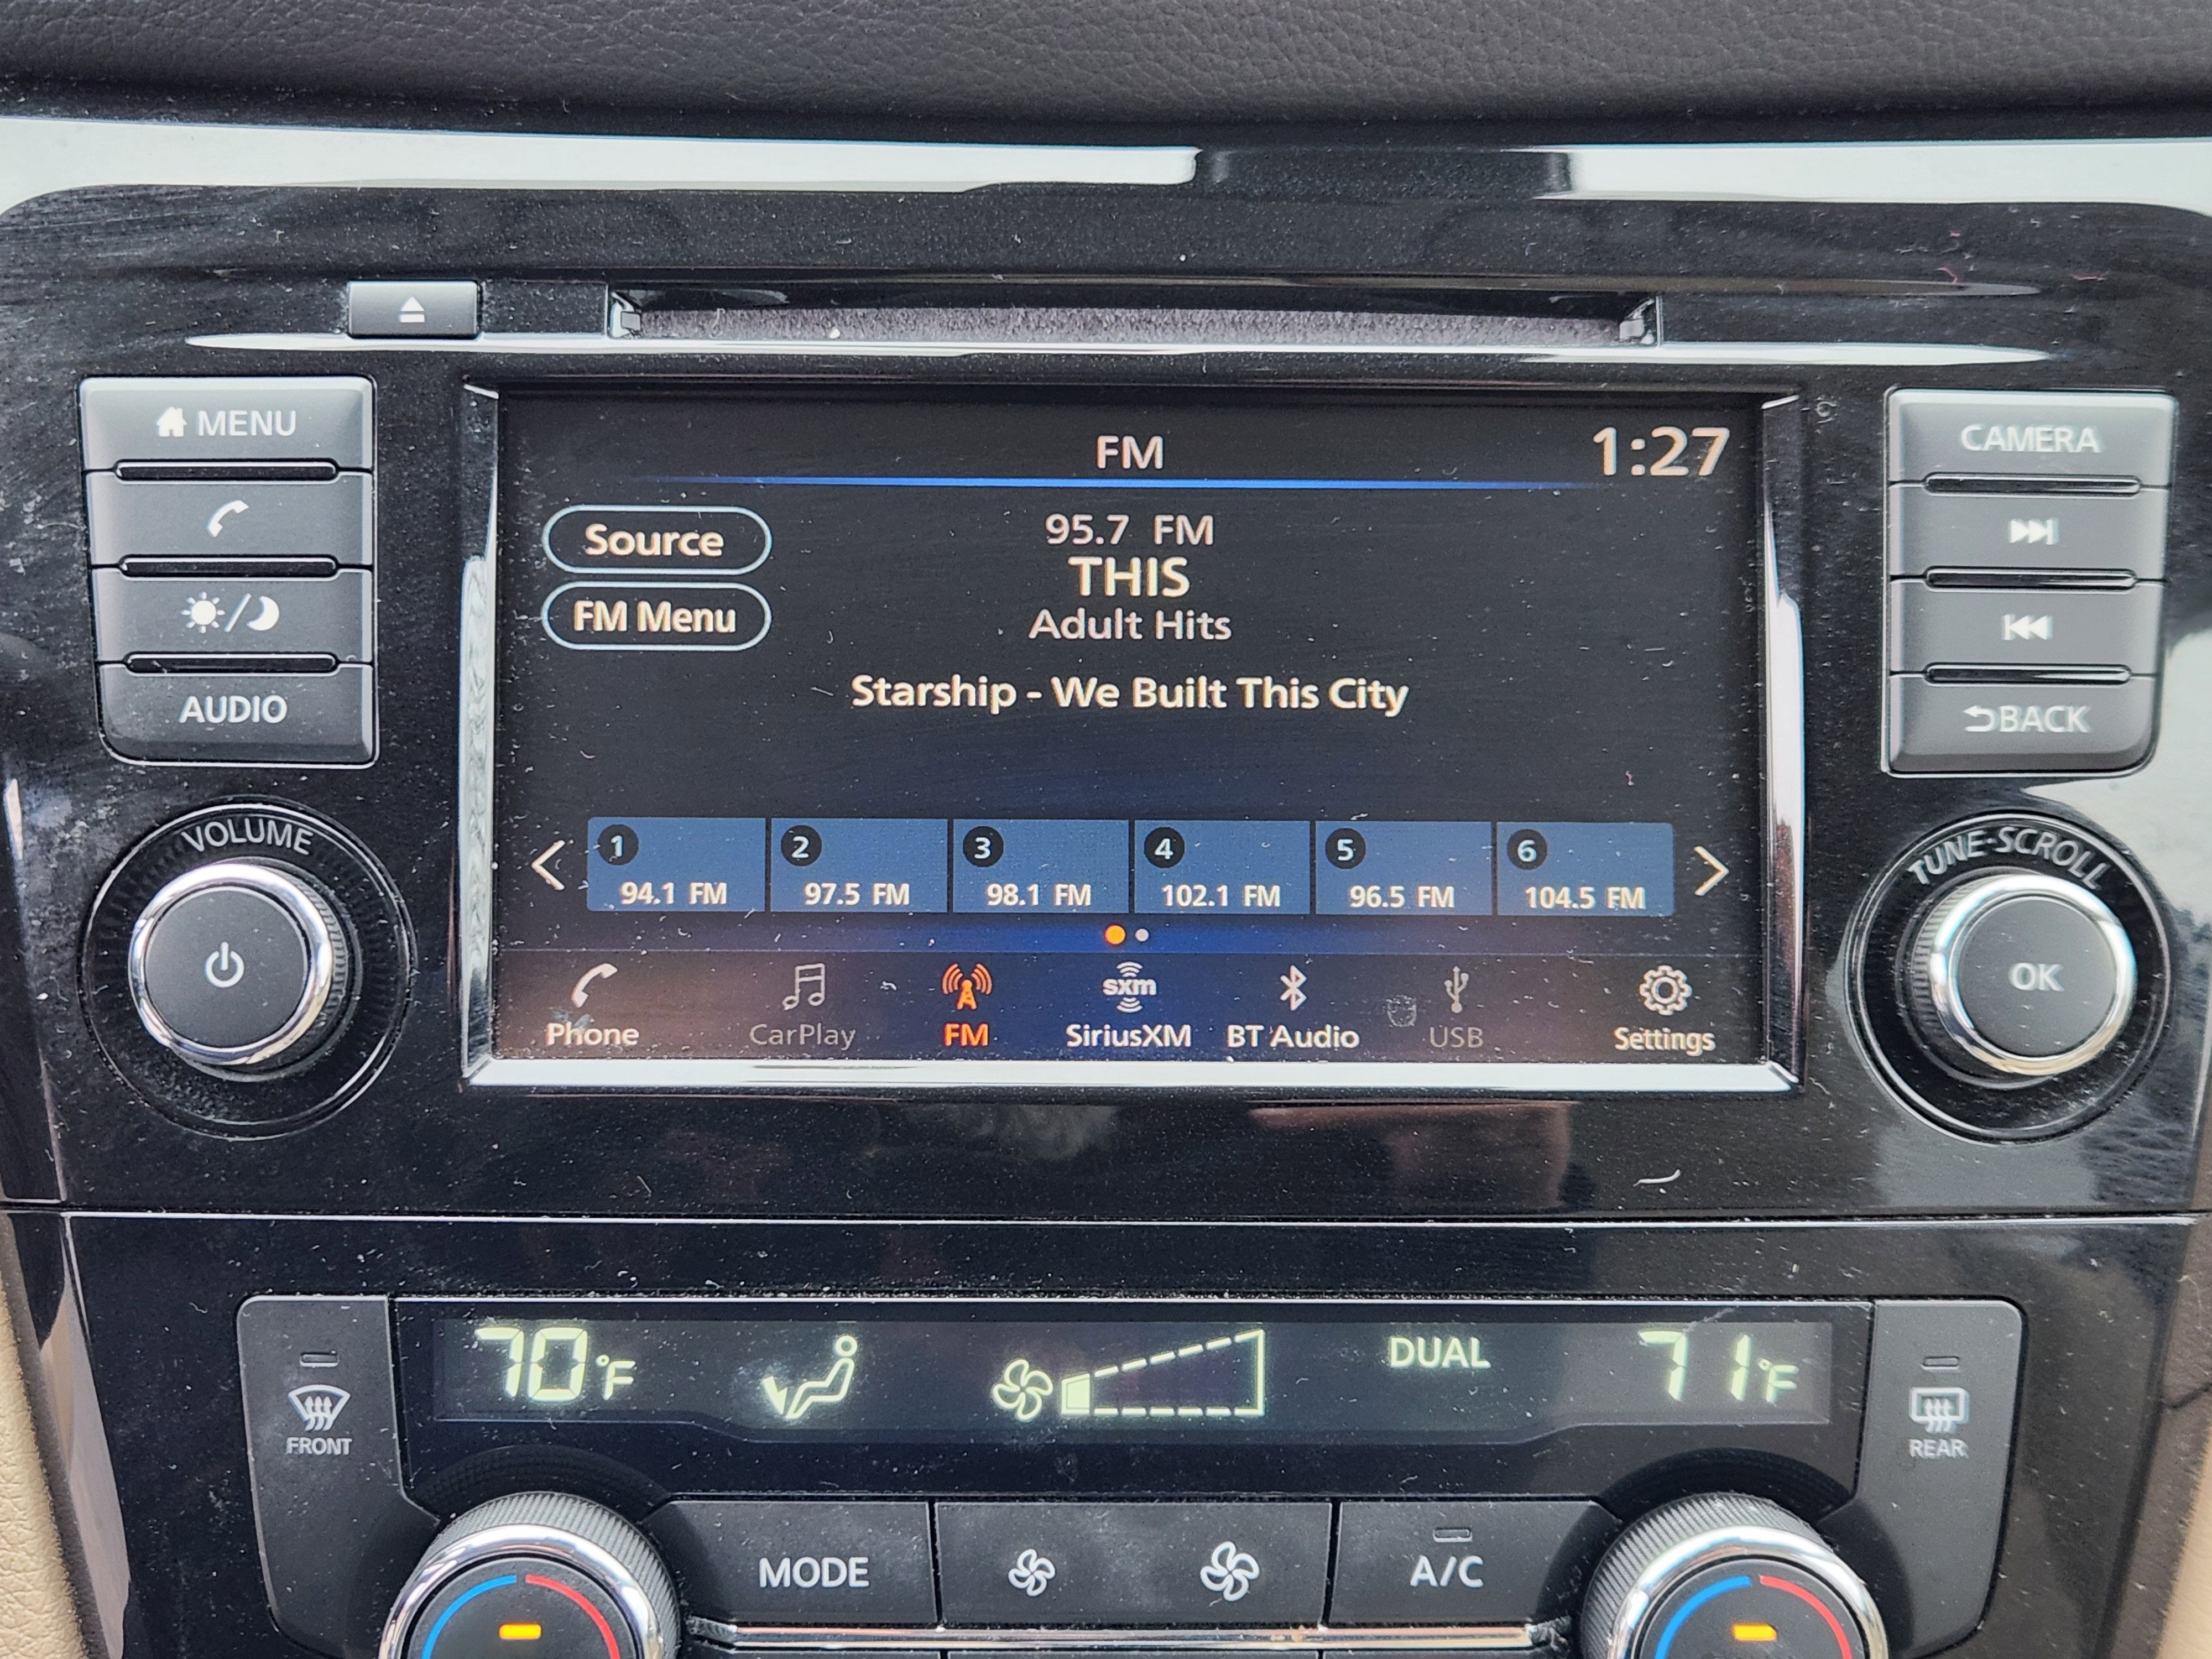 MENU
AUDIO
VOLUME
FM
1:27
Source
FM Menu
95.7 FM
THIS
Adult Hits
Starship - We Built This City
1 2 3 4 5 6
94.1 FM 97.5 FM 98.1 FM 102.1 FM 96.5 FM 104.5 FM
sxm
Phone CarPlay FM SiriusXM BT Audio USB Settings
CAMERA
BACK
TUNE·SCROLL
OK
70°F DUAL 71°F
FRONT
REAR
MODE A/C